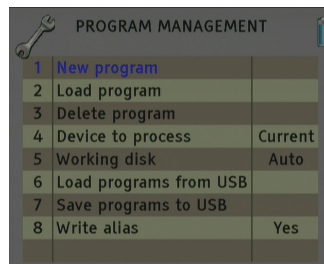 PROGRAM MANAGEMENT
1 New program
2 Load program
3 Delete program
4 Device to process Current
5 Working disk Auto
6 Load programs from USB
7 Save programs to USB
8 Write alias Yes